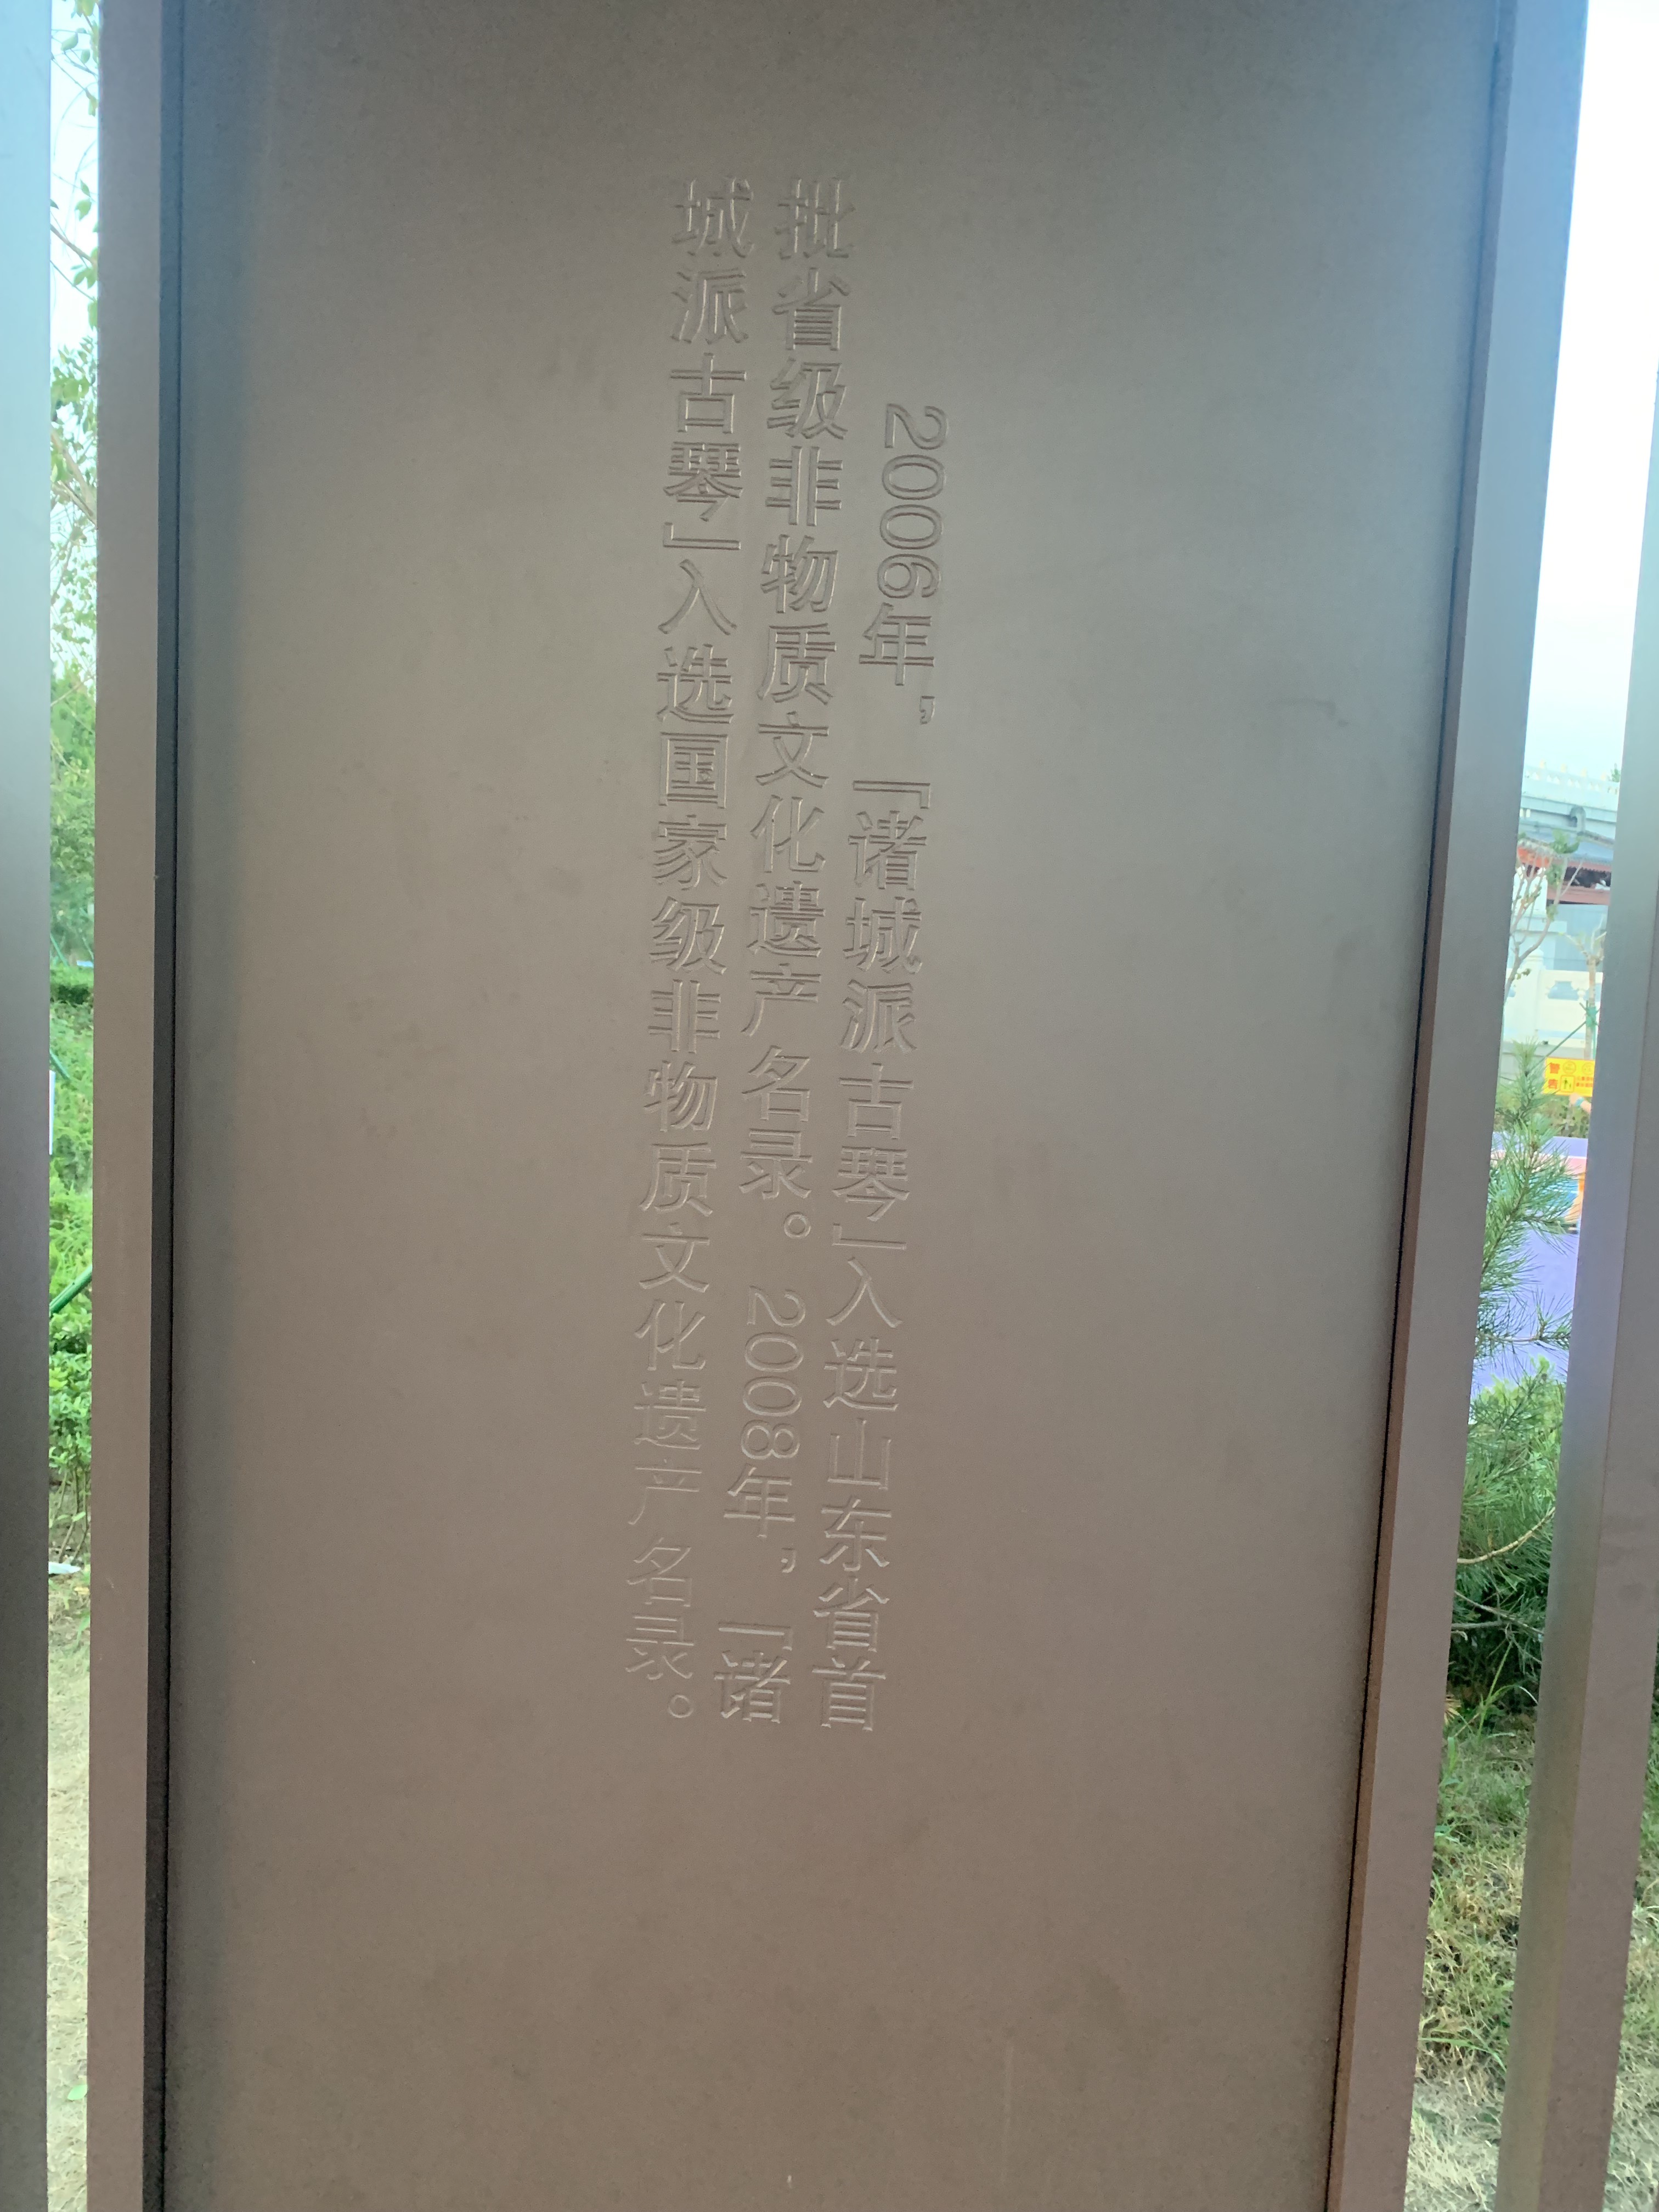 2006年，「诸城派古琴」入选山东省首
批省级非物质文化遗产名录。2008年，「诸
城派古琴」入选国家级非物质文化遗产名录。
警告